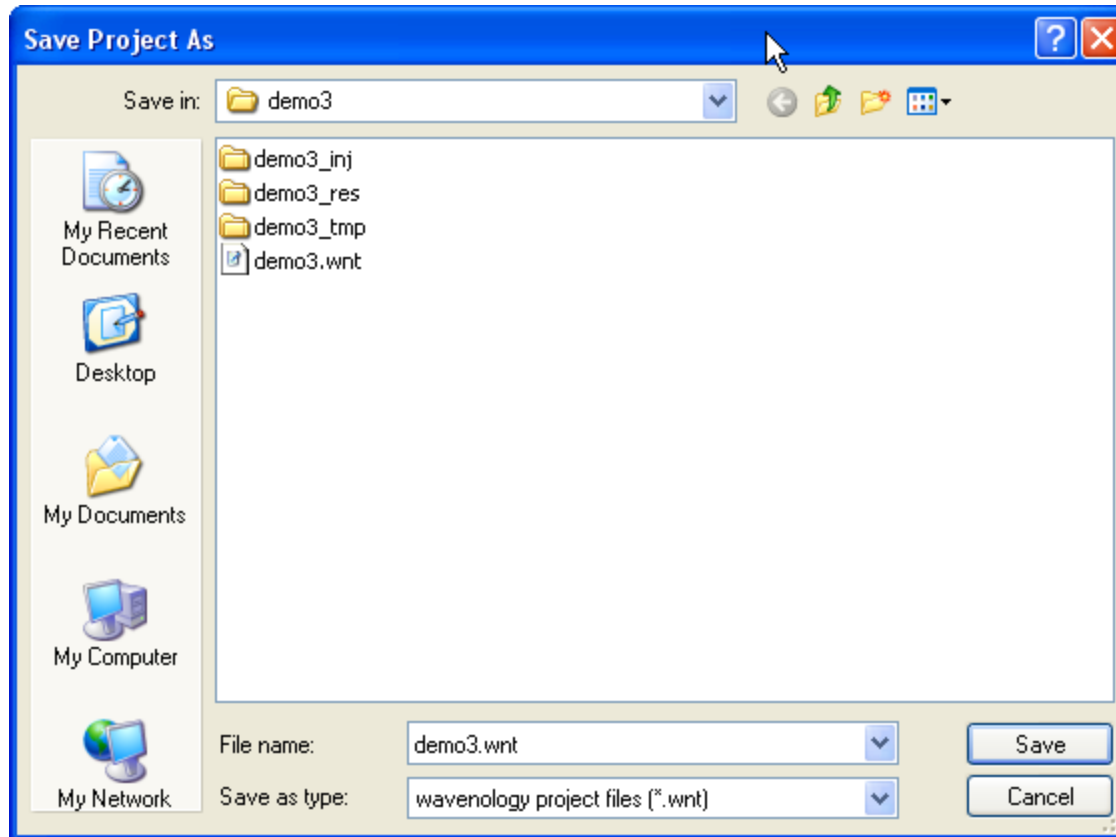 Save Project As
Save in:
demo3
demo3_inj
demo3_res
demo3_tmp
demo3.wnt
My Recent
Documents
Desktop
My Documents
My Computer
My Network
File name:
demo3.wnt
Save
Save as type:
wavenology project files (*.wnt)
Cancel